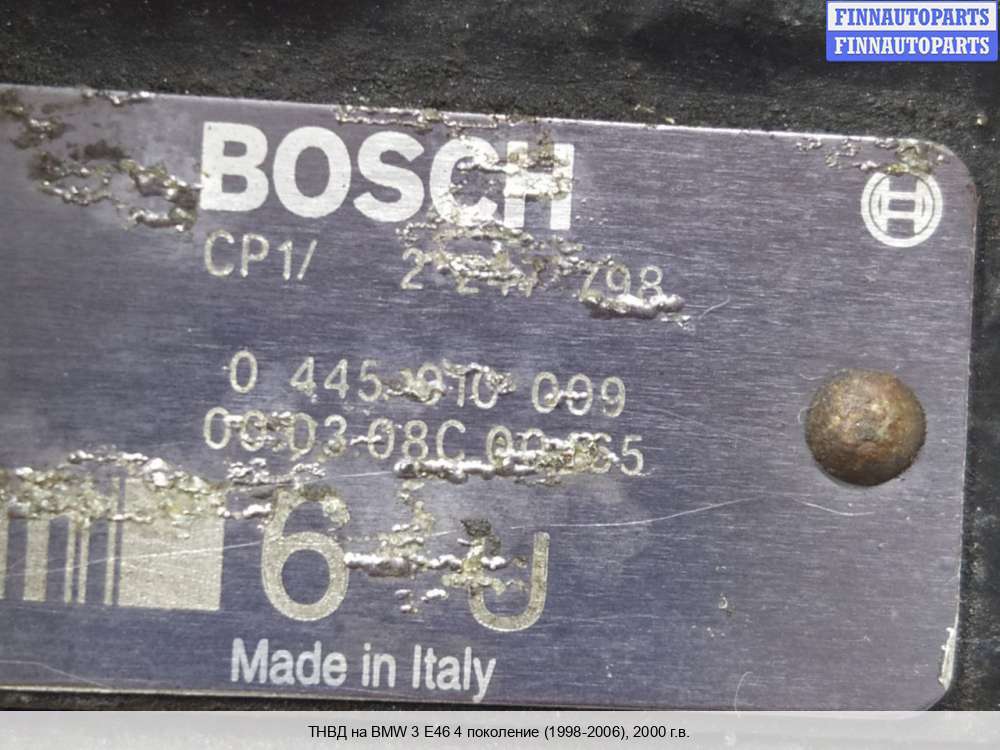 FINNAUTOPARTS
FINNAUTOPARTS
BOSCH
CP1/ 798
0 445 010 009
Made in Italy
ТНВД на BMW 3 E46 4 поколение (1998-2006), 2000 г.в.